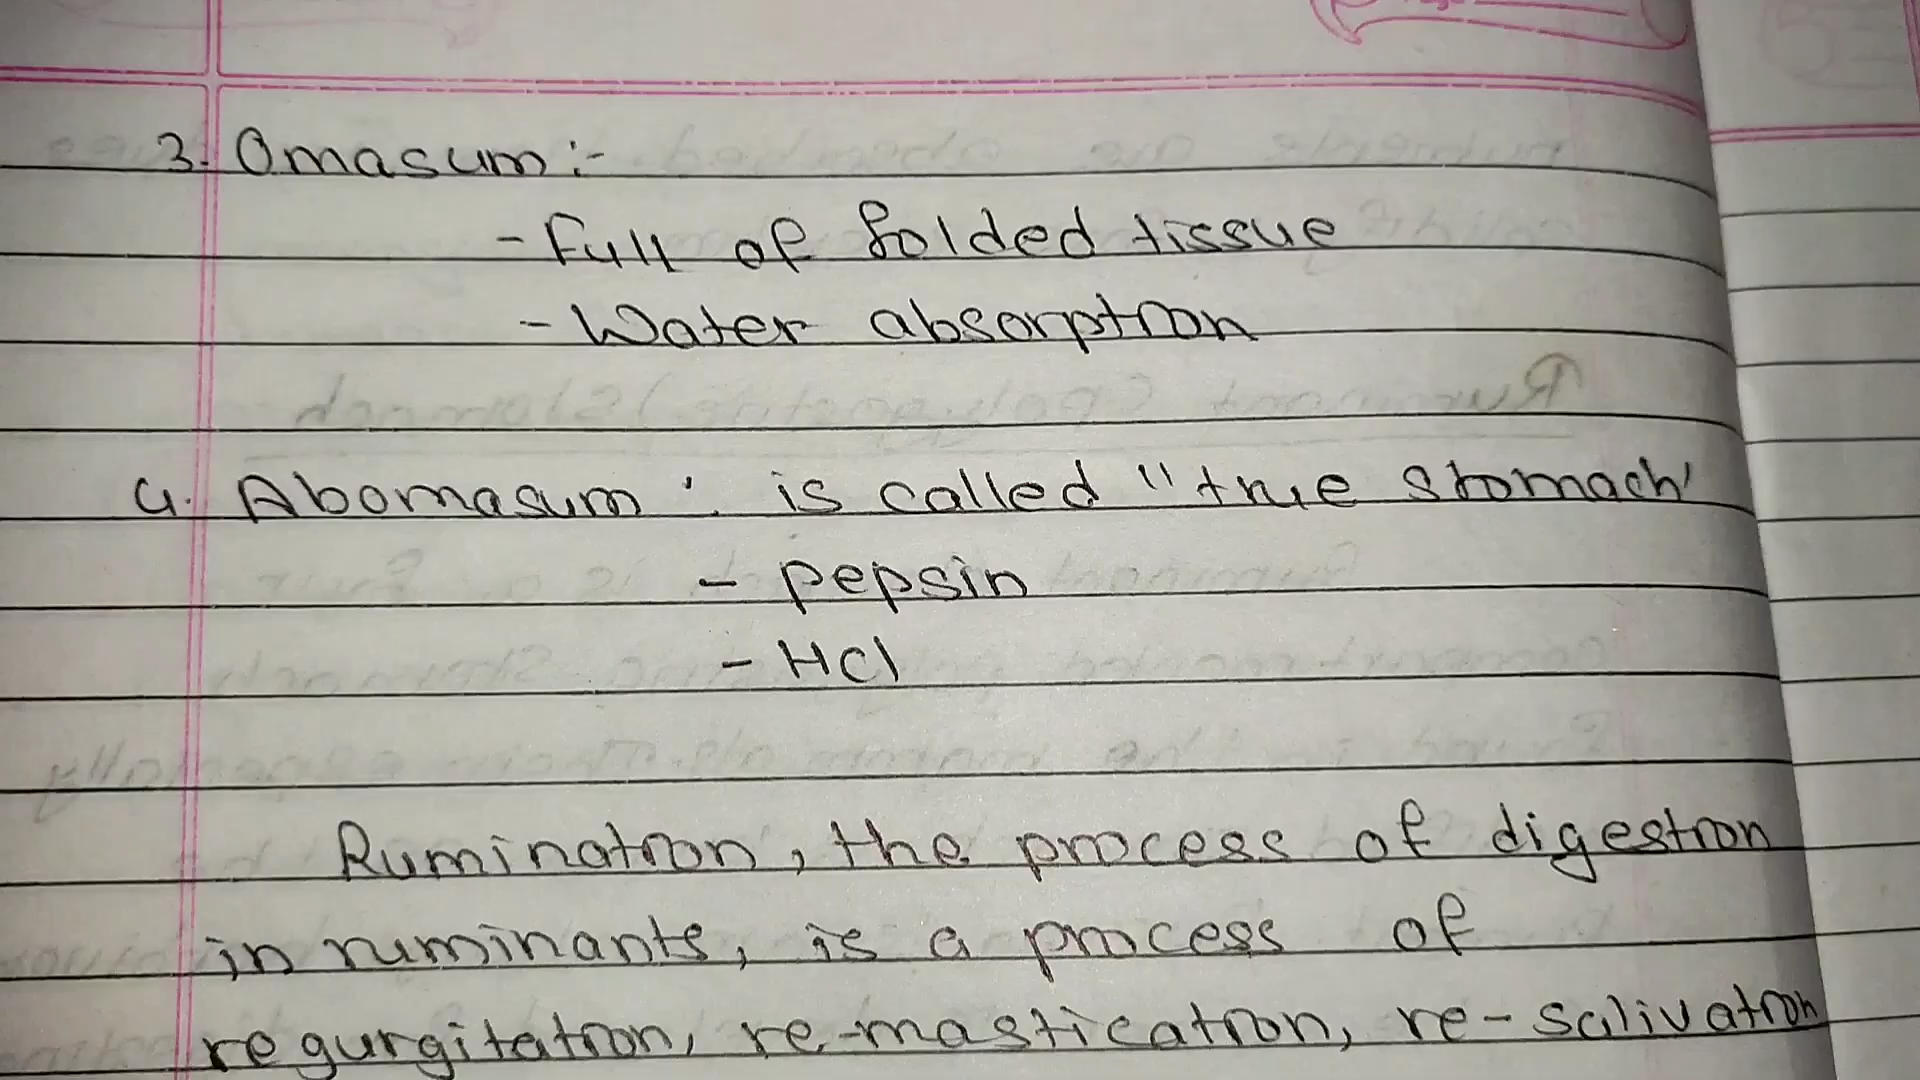 3. Omasum :-
- Full of folded tissue
- Water absorption
4. Abomasum : is called "true stomach'
- pepsin
- HCl
Rumination, the process of digestion
in ruminants, is a process of
regurgitation, re-mastication, re-salivation